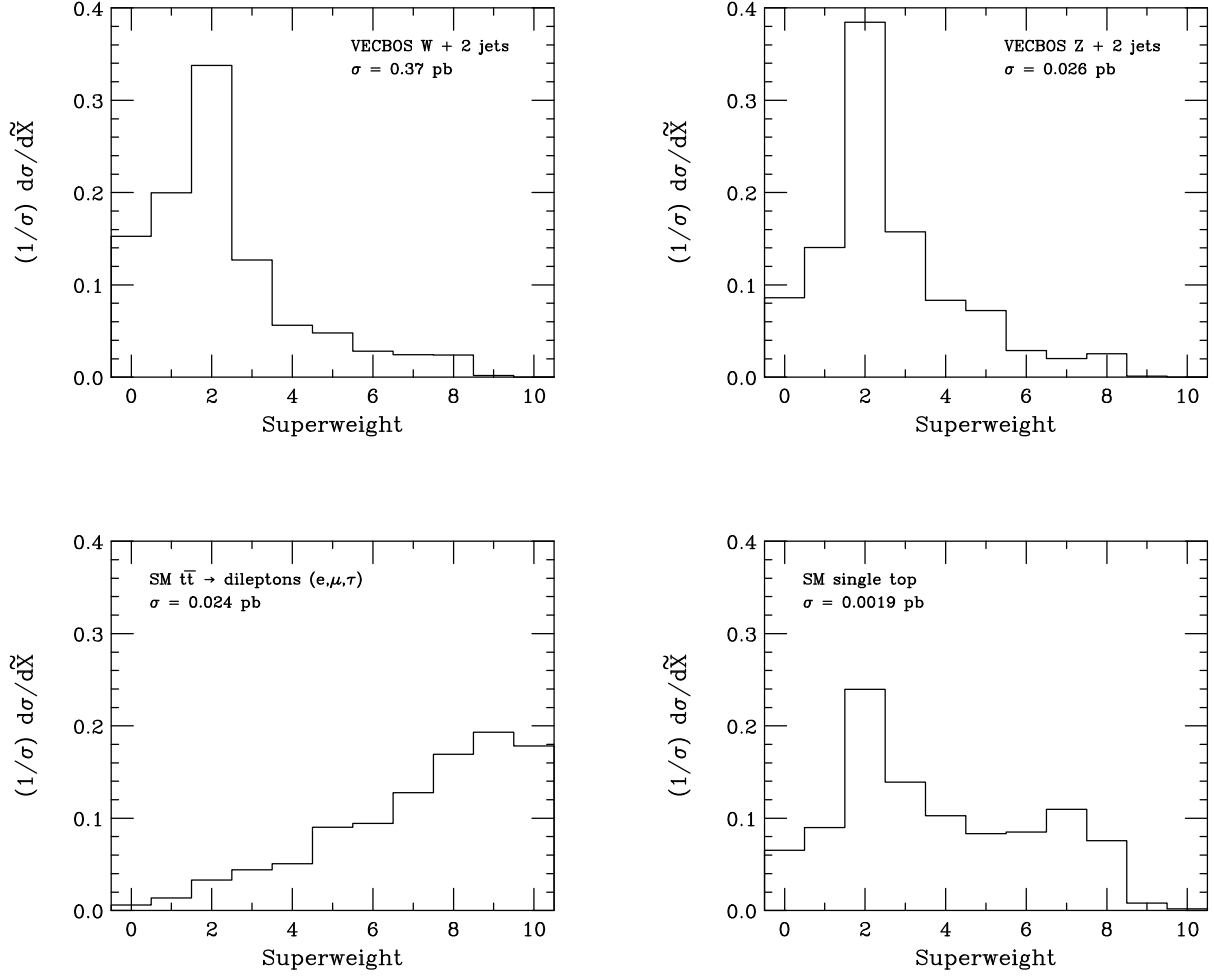 VECBOS W + 2 jets
σ = 0.37 pb
(1/σ) dσ/dX̃
0.4
0.3
0.2
0.1
0.0
0 2 4 6 8 10
Superweight
VECBOS Z + 2 jets
σ = 0.026 pb
(1/σ) dσ/dX̃
0.4
0.3
0.2
0.1
0.0
0 2 4 6 8 10
Superweight
SM tt̅ → dileptons (e,μ,τ)
σ = 0.024 pb
(1/σ) dσ/dX̃
0.4
0.3
0.2
0.1
0.0
0 2 4 6 8 10
Superweight
SM single top
σ = 0.0019 pb
(1/σ) dσ/dX̃
0.4
0.3
0.2
0.1
0.0
0 2 4 6 8 10
Superweight